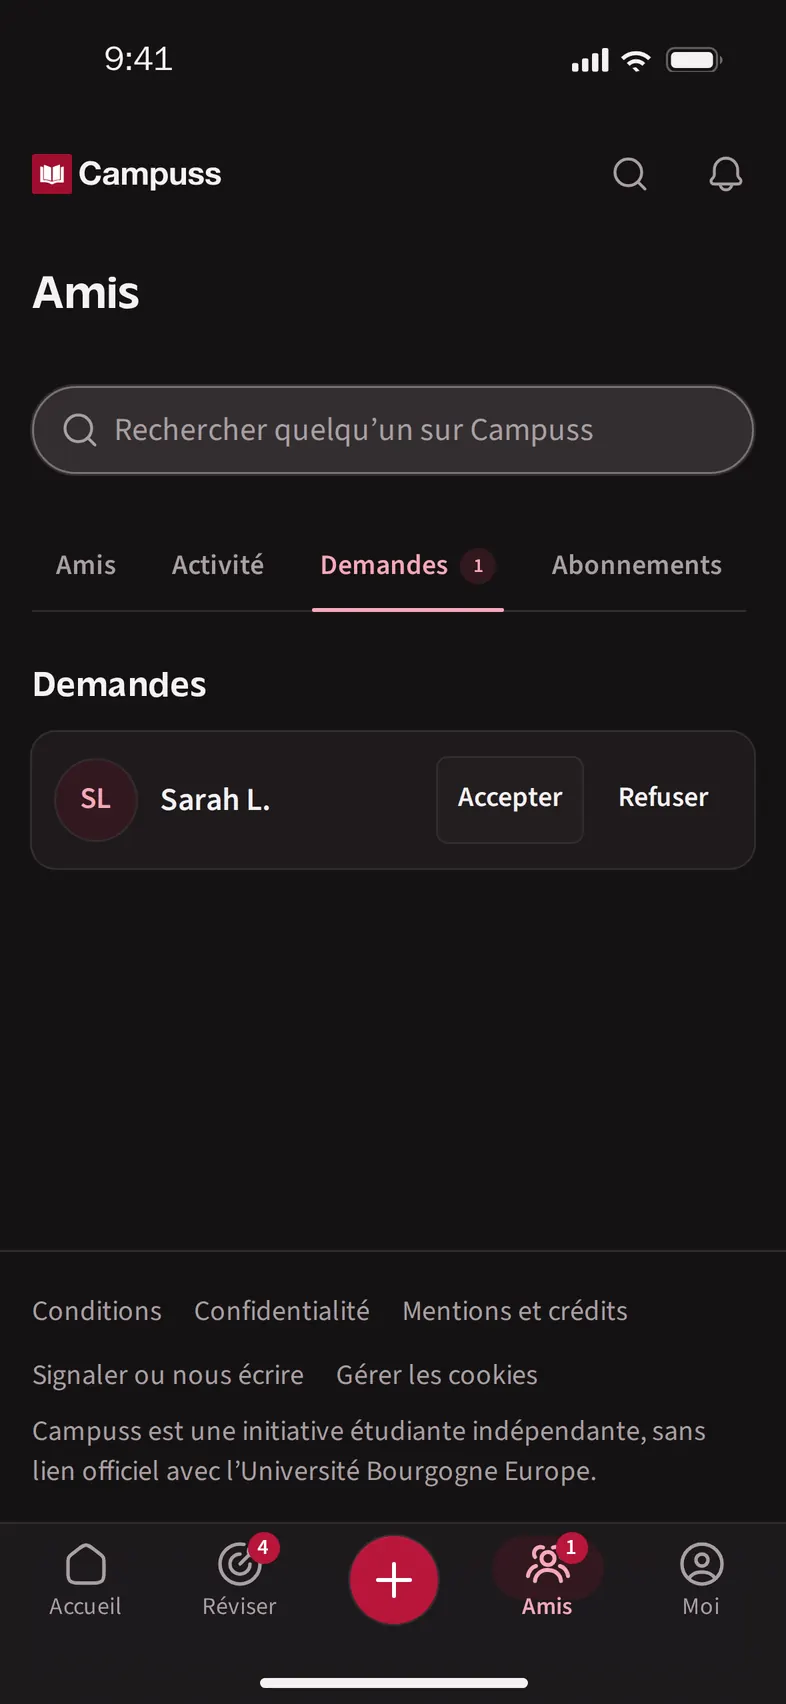 9:41
Campuss
Amis
Rechercher quelqu’un sur Campuss
Amis Activité Demandes 1 Abonnements
Demandes
SL Sarah L. Accepter Refuser
Conditions Confidentialité Mentions et crédits
Signaler ou nous écrire Gérer les cookies
Campuss est une initiative étudiante indépendante, sans
lien officiel avec l’Université Bourgogne Europe.
4 1
Accueil Réviser Amis Moi